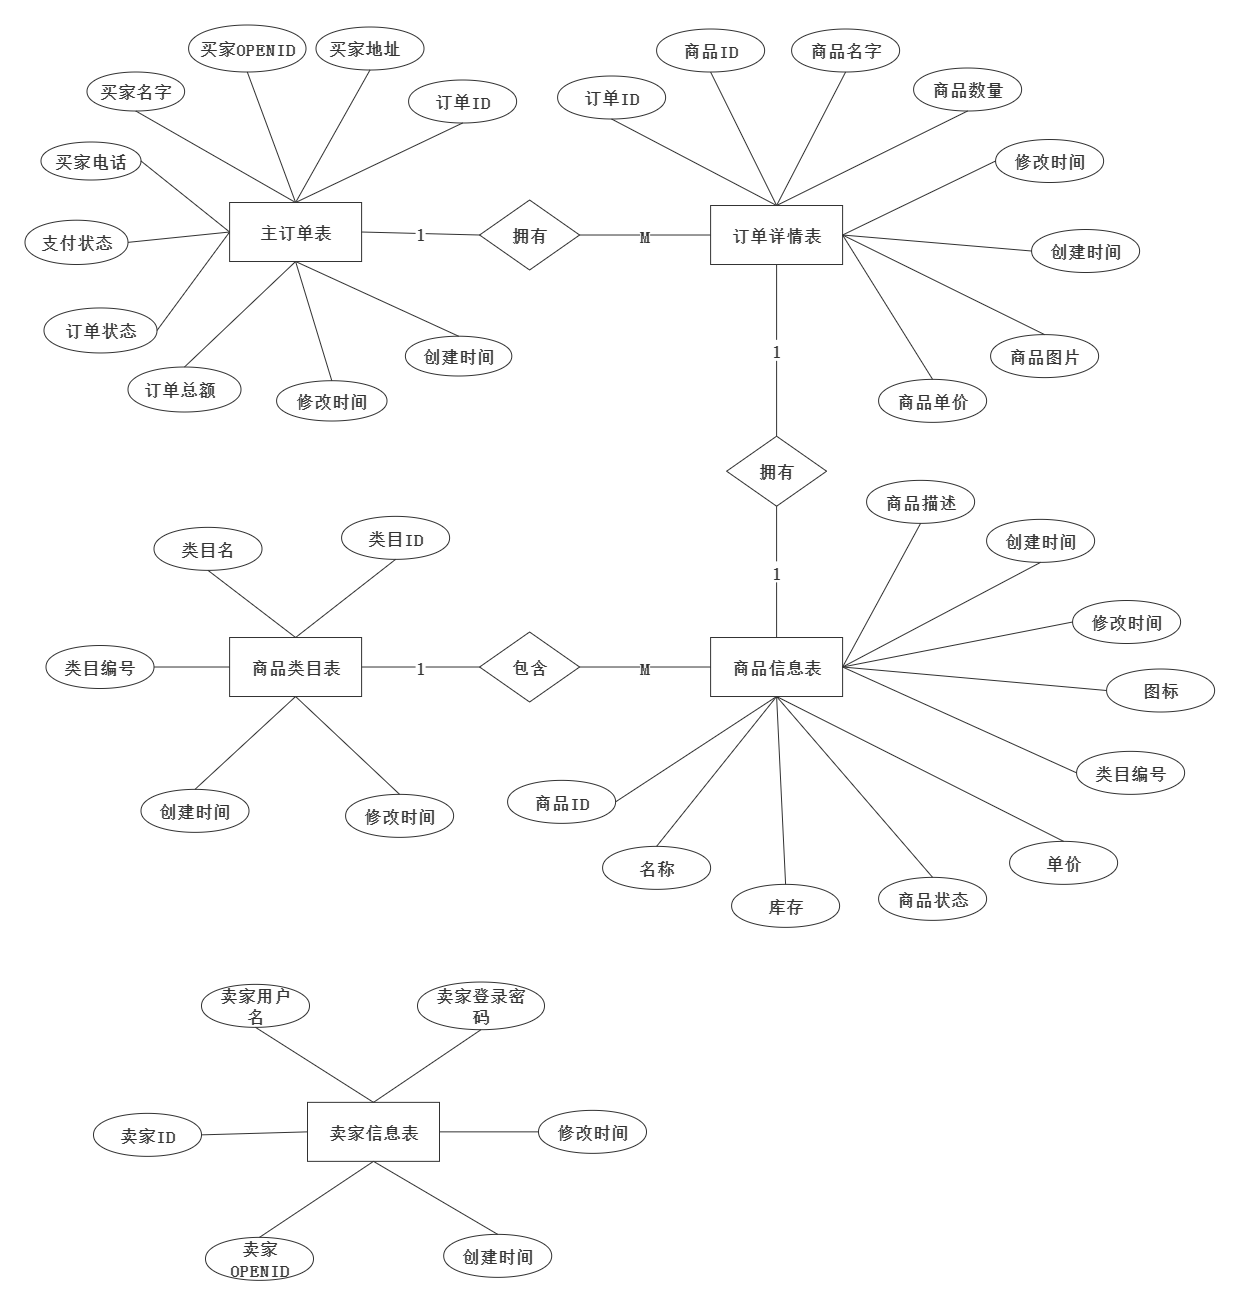 买家OPENID
买家地址
买家名字
订单ID
买家电话
支付状态
主订单表
订单状态
订单总额
修改时间
创建时间
1
拥有
M
商品ID
商品名字
订单ID
商品数量
修改时间
订单详情表
创建时间
商品图片
商品单价
1
拥有
1
类目名
类目ID
类目编号
商品类目表
创建时间
修改时间
1
包含
M
商品描述
创建时间
修改时间
商品信息表
图标
类目编号
商品ID
名称
库存
商品状态
单价
卖家用户
名
卖家登录密
码
卖家ID
卖家信息表
修改时间
卖家
OPENID
创建时间